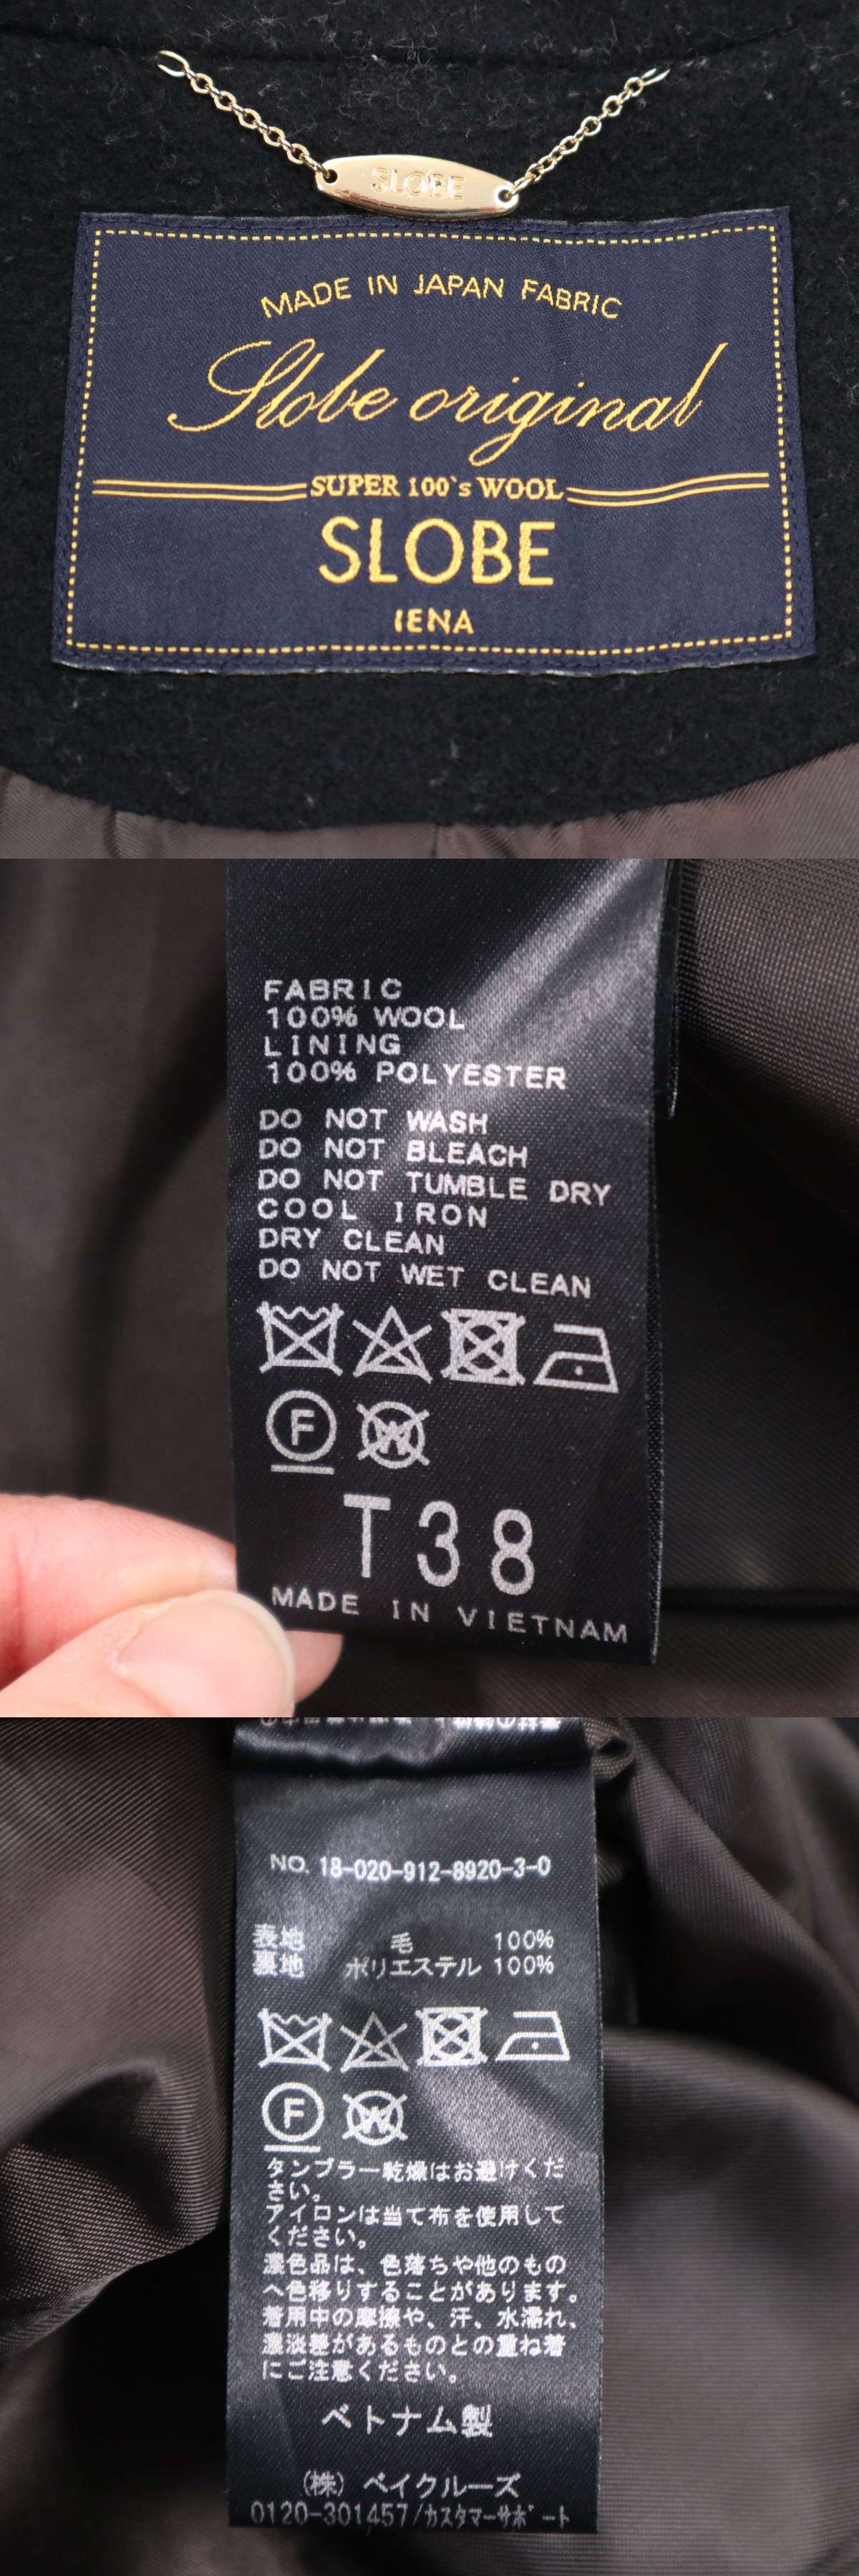 SLOBE
MADE IN JAPAN FABRIC
Slobe original
SUPER 100`s WOOL
SLOBE
IENA
FABRIC
100% WOOL
LINING
100% POLYESTER
DO NOT WASH
DO NOT BLEACH
DO NOT TUMBLE DRY
COOL IRON
DRY CLEAN
DO NOT WET CLEAN
F W
T38
MADE IN VIETNAM
NO. 18-020-912-8920-3-0
表地 毛 100%
裏地 ポリエステル 100%
F W
タンブラー乾燥はお避けくだ
さい。
アイロンは当て布を使用して
ください。
濃色品は、色落ちや他のもの
へ色移りすることがあります。
着用中の摩擦や、汗、水濡れ、
濃淡差があるものとの重ね着
にご注意ください。
ベトナム製
(株) ベイクルーズ
0120-301457/カスタマーサポート